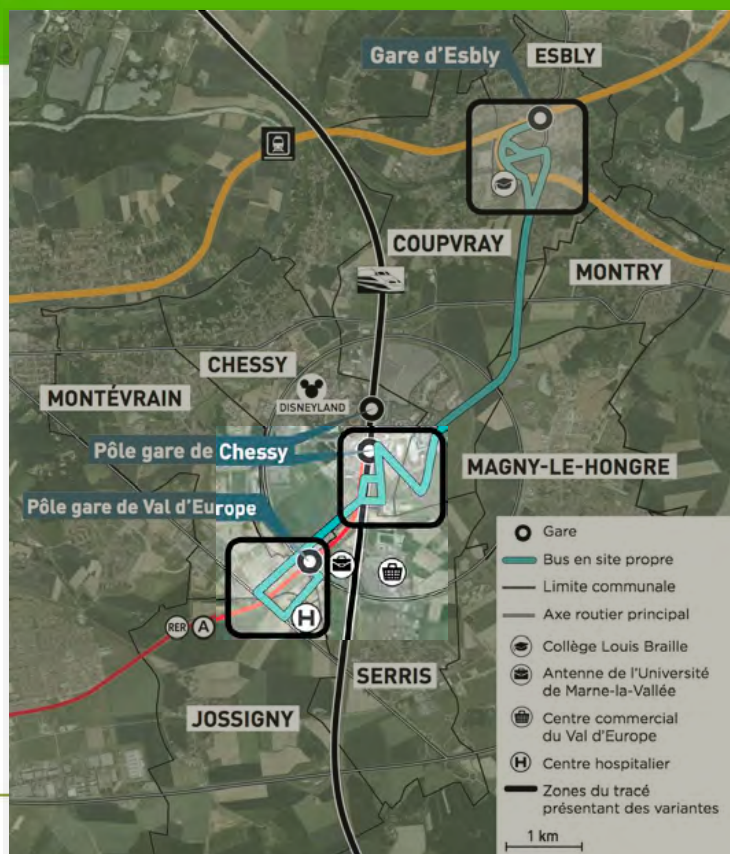 Gare d'Esbly
ESBLY
COUPVRAY
MONTRY
CHESSY
MONTÉVRAIN
DISNEYLAND
Pôle gare de Chessy
MAGNY-LE-HONGRE
Pôle gare de Val d'Europe
H
RER A
SERRIS
JOSSIGNY
Gare
Bus en site propre
Limite communale
Axe routier principal
Collège Louis Braille
Antenne de l'Université
de Marne-la-Vallée
Centre commercial
du Val d'Europe
H
Centre hospitalier
Zones du tracé
présentant des variantes
1 km